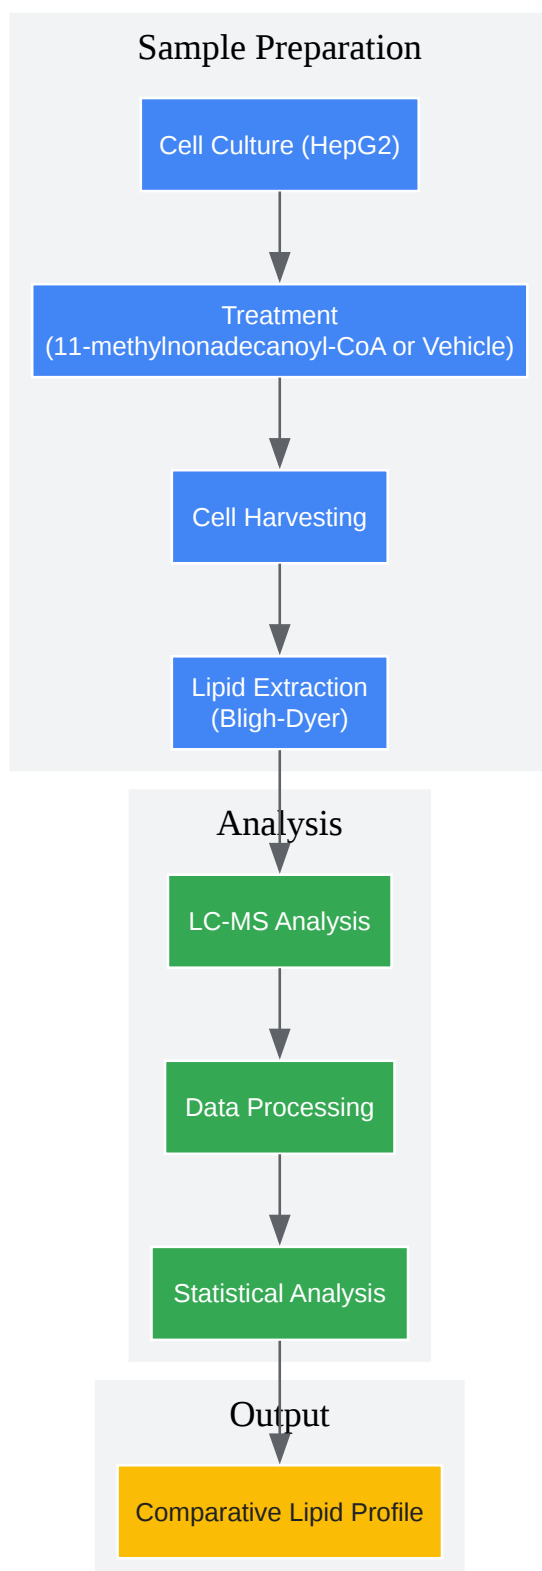 Sample Preparation
Cell Culture (HepG2)
Treatment
(11-methylnonadecanoyl-CoA or Vehicle)
Cell Harvesting
Lipid Extraction
(Bligh-Dyer)
Analysis
LC-MS Analysis
Data Processing
Statistical Analysis
Output
Comparative Lipid Profile